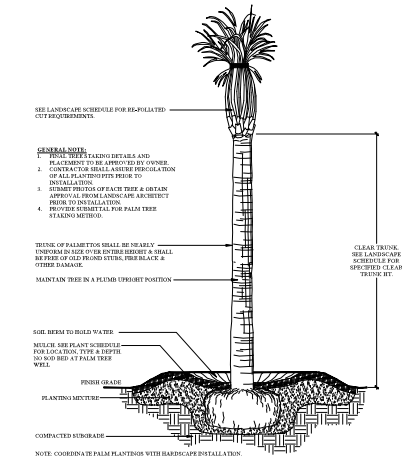 SEE LANDSCAPE SCHEDULE FOR RE-FOLIATED
CUT REQUIREMENTS.
GENERAL NOTE:
1. FINAL TREE STAKING DETAILS AND
PLACEMENT TO BE APPROVED BY OWNER.
2. CONTRACTOR SHALL ASSURE PERCOLATION
OF ALL PLANTING PITS PRIOR TO
INSTALLATION.
3. SUBMIT PHOTOS OF EACH TREE & OBTAIN
APPROVAL FROM LANDSCAPE ARCHITECT
PRIOR TO INSTALLATION.
4. PROVIDE SUBMITTAL FOR PALM TREE
STAKING METHOD.
TRUNK OF PALMETTOS SHALL BE NEARLY
UNIFORM IN SIZE OVER ENTIRE HEIGHT & SHALL
BE FREE OF OLD FROND STUBS, FIRE BLACK &
OTHER DAMAGE.
MAINTAIN TREE IN A PLUMB UPRIGHT POSITION
CLEAR TRUNK.
SEE LANDSCAPE
SCHEDULE FOR
SPECIFIED CLEAR
TRUNK HT.
SOIL BERM TO HOLD WATER
MULCH. SEE PLANT SCHEDULE
FOR LOCATION, TYPE & DEPTH.
NO SOD BED AT PALM TREE
WELL
FINISH GRADE
PLANTING MIXTURE
COMPACTED SUBGRADE
NOTE: COORDINATE PALM PLANTINGS WITH HARDSCAPE INSTALLATION.